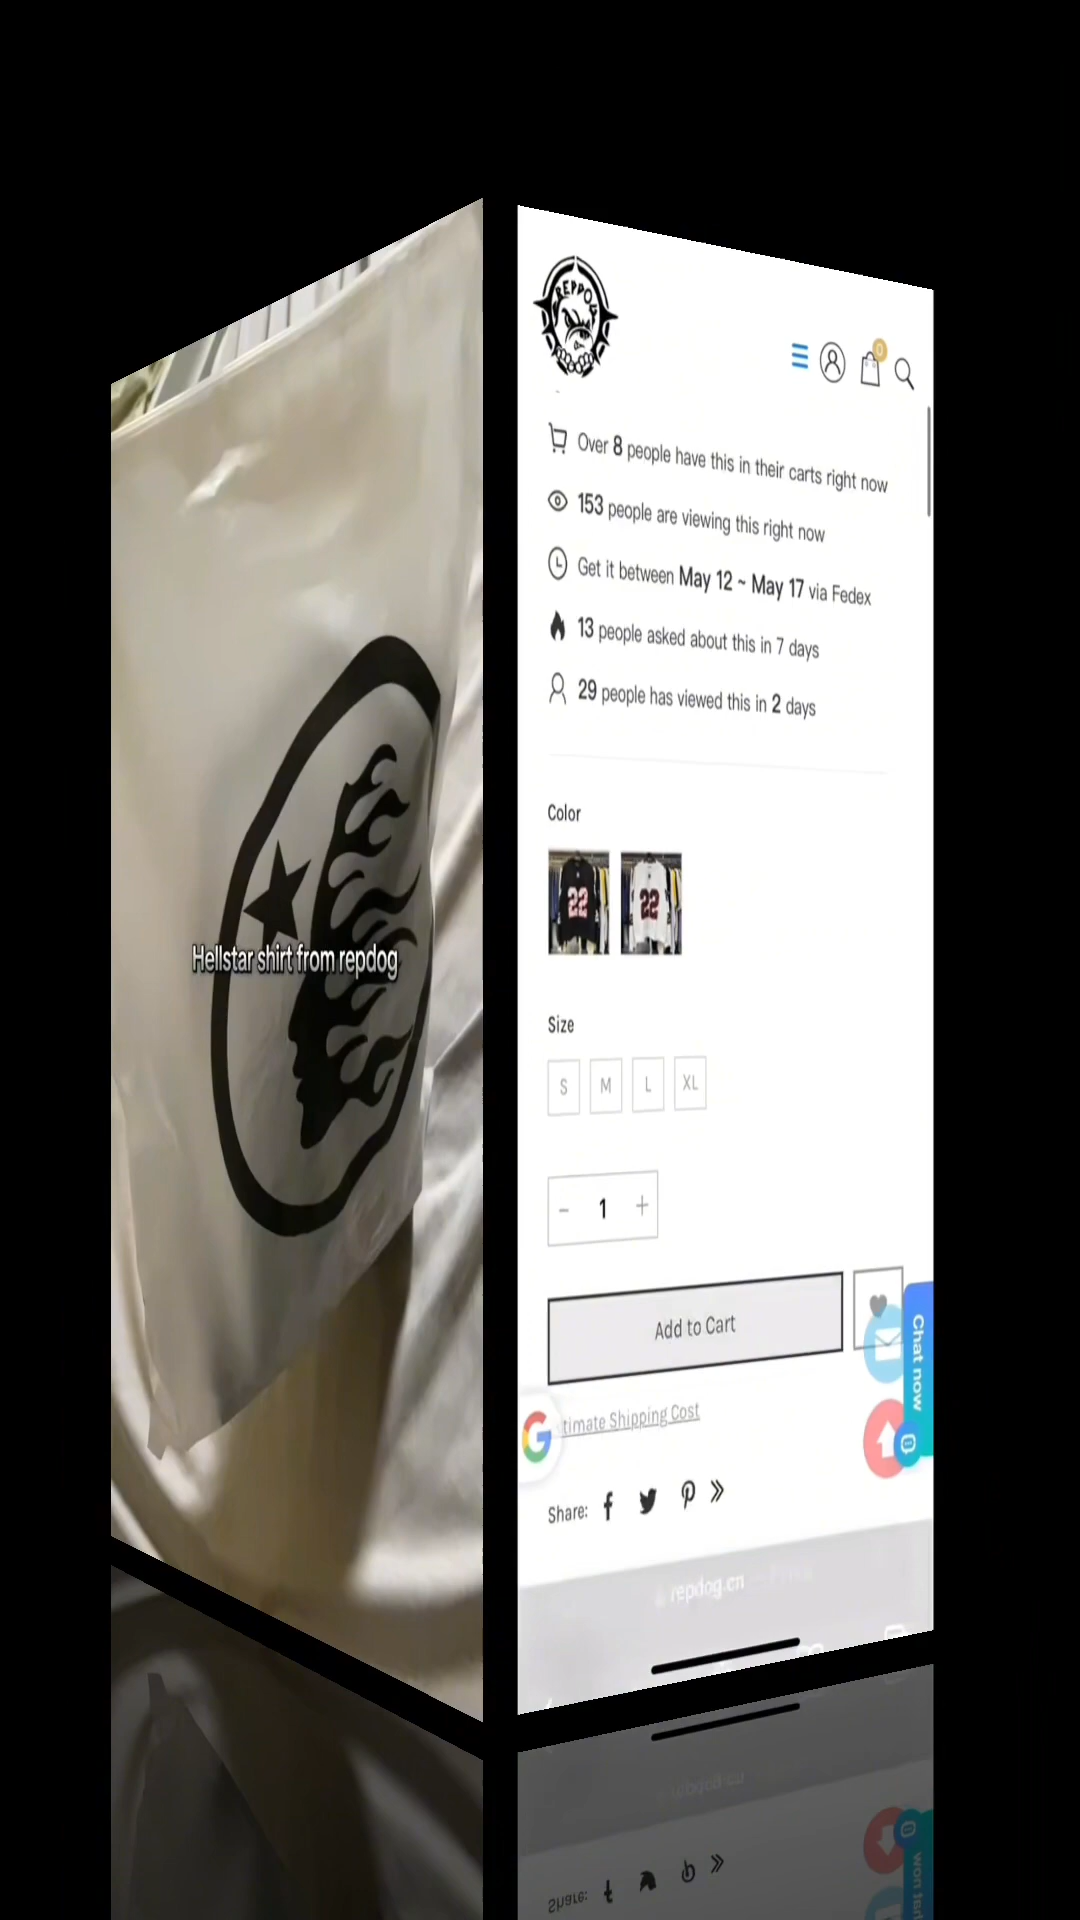 Hellstar shirt from repdog
REPDOG
0
Over 8 people have this in their carts right now
153 people are viewing this right now
Get it between May 12 ~ May 17 via Fedex
13 people asked about this in 7 days
29 people has viewed this in 2 days
Color
22
22
Size
S M L XL
− 1 +
Add to Cart
Chat now
timate Shipping Cost
G
Share:
repdog.cn